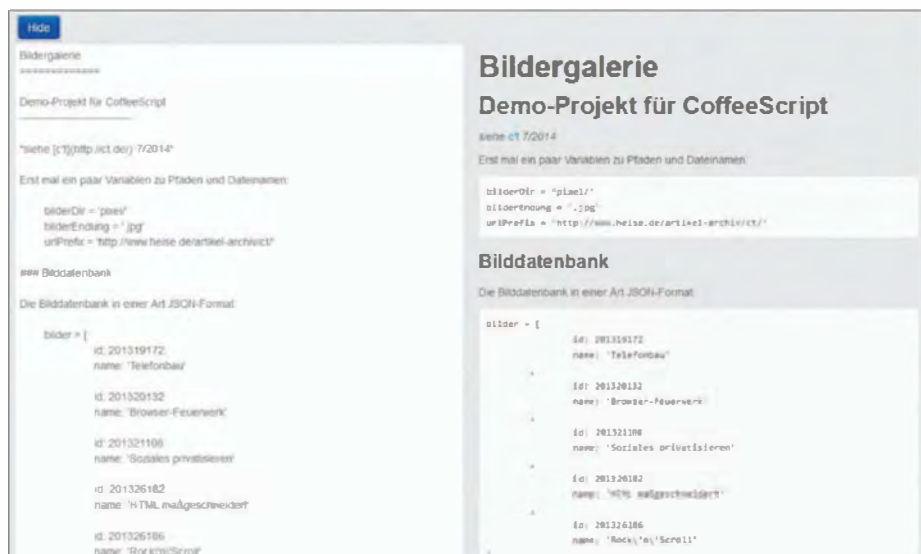 Hide
Bildergalerie
=============
Demo-Projekt für CoffeeScript
-----------------------------
*siehe [c't](http://ct.de) 7/2014*
Erst mal ein paar Variablen zu Pfaden und Dateinamen:
bilderDir = 'pixel/'
bilderEndung = '.jpg'
urlPrefix = 'http://www.heise.de/artikel-archiv/ct/'
### Bilddatenbank
Die Bilddatenbank in einer Art JSON-Format:
bilder = [
id: 201319172
name: 'Telefonbau'
id: 201320132
name: 'Browser-Feuerwerk'
id: 201321108
name: 'Soziales privatisieren'
id: 201326182
name: 'HTML maßgeschneidert'
id: 201326186
name: 'Rock\'n\'Scroll'
Bildergalerie
Demo-Projekt für CoffeeScript
siehe c't 7/2014
Erst mal ein paar Variablen zu Pfaden und Dateinamen:
bilderDir = 'pixel/'
bilderEndung = '.jpg'
urlPrefix = 'http://www.heise.de/artikel-archiv/ct/'
Bilddatenbank
Die Bilddatenbank in einer Art JSON-Format:
bilder = [
id: 201319172
name: 'Telefonbau'
,
id: 201320132
name: 'Browser-Feuerwerk'
,
id: 201321108
name: 'Soziales privatisieren'
,
id: 201326182
name: 'HTML maßgeschneidert'
,
id: 201326186
name: 'Rock\'n\'Scroll'